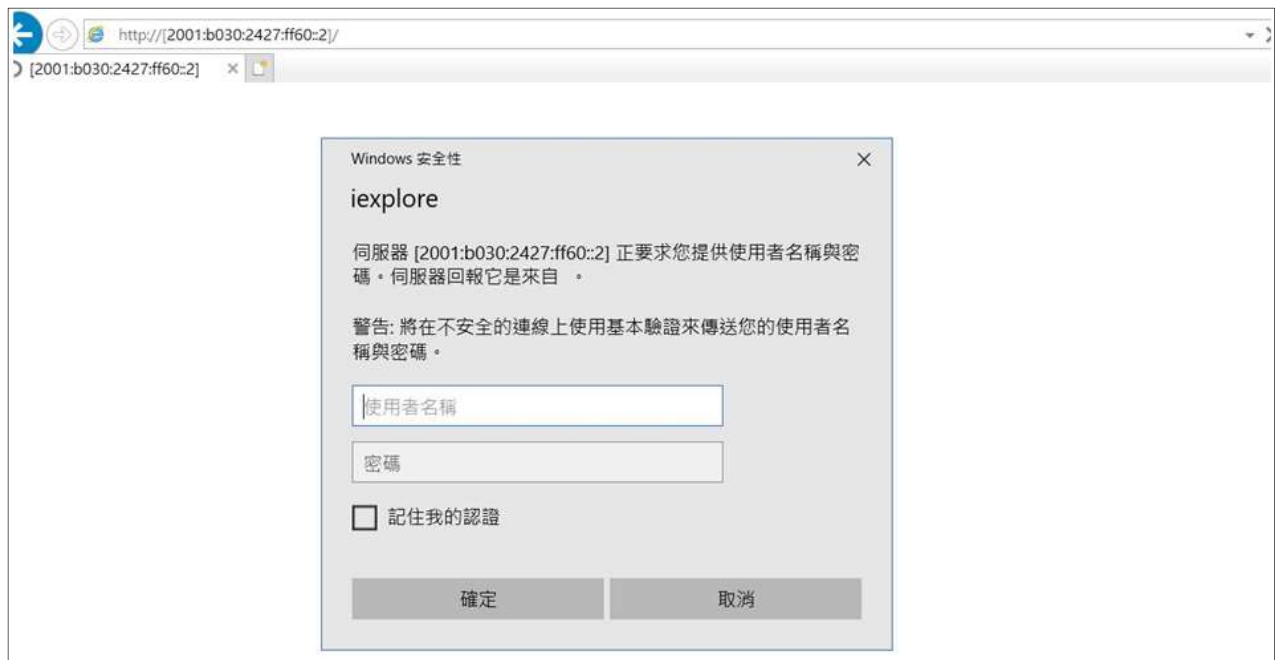 http://[2001:b030:2427:ff60::2]/
[2001:b030:2427:ff60::2]
Windows 安全性
iexplore
伺服器 [2001:b030:2427:ff60::2] 正要求您提供使用者名稱與密
碼。伺服器回報它是來自 。
警告: 將在不安全的連線上使用基本驗證來傳送您的使用者名
稱與密碼。
使用者名稱
密碼
記住我的認證
確定 取消